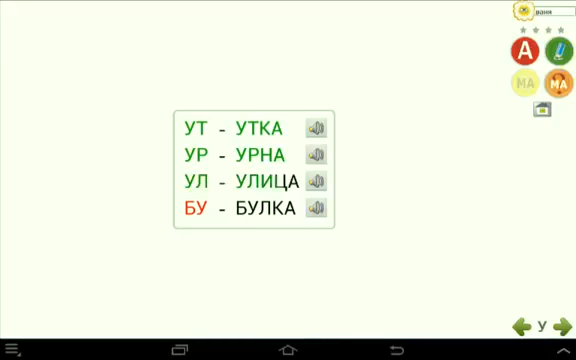 ваня
А
МА
МА
УТ - УТКА
УР - УРНА
УЛ - УЛИЦА
БУ - БУЛКА
У